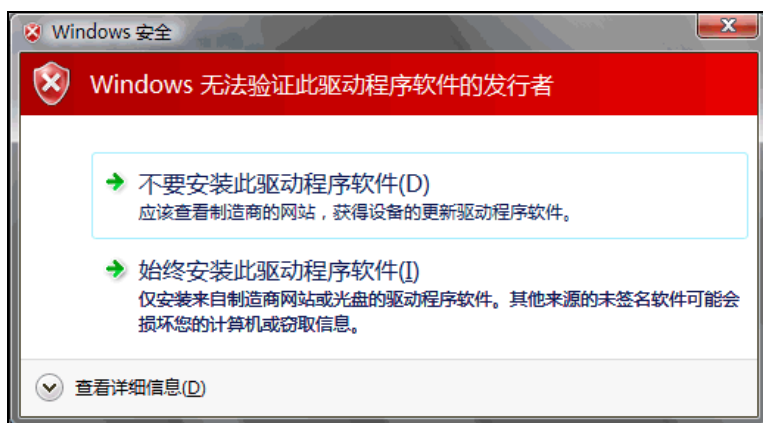 Windows 安全
Windows 无法验证此驱动程序软件的发行者
不要安装此驱动程序软件(D)
应该查看制造商的网站，获得设备的更新驱动程序软件。
始终安装此驱动程序软件(I)
仅安装来自制造商网站或光盘的驱动程序软件。其他来源的未签名软件可能会
损坏您的计算机或窃取信息。
查看详细信息(D)